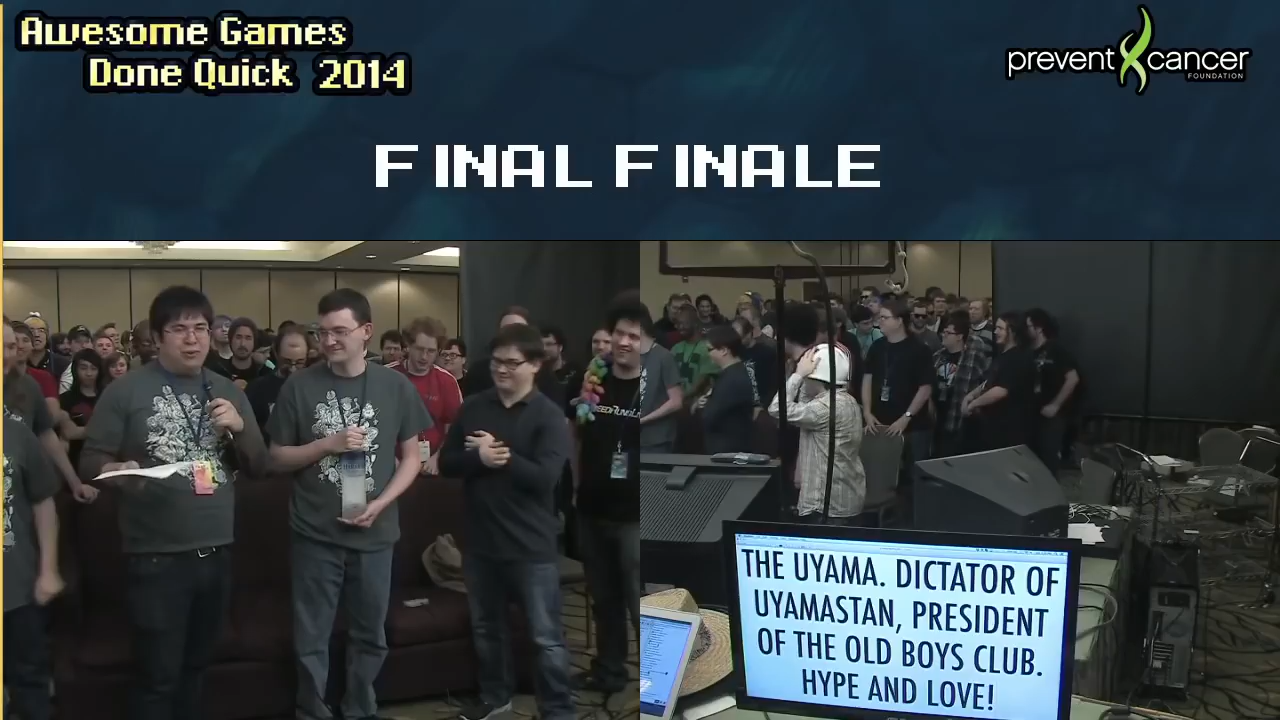 Awesome Games
Done Quick 2014
prevent cancer
FOUNDATION
FINAL FINALE
THE UYAMA. DICTATOR OF
UYAMASTAN, PRESIDENT
OF THE OLD BOYS CLUB.
HYPE AND LOVE!